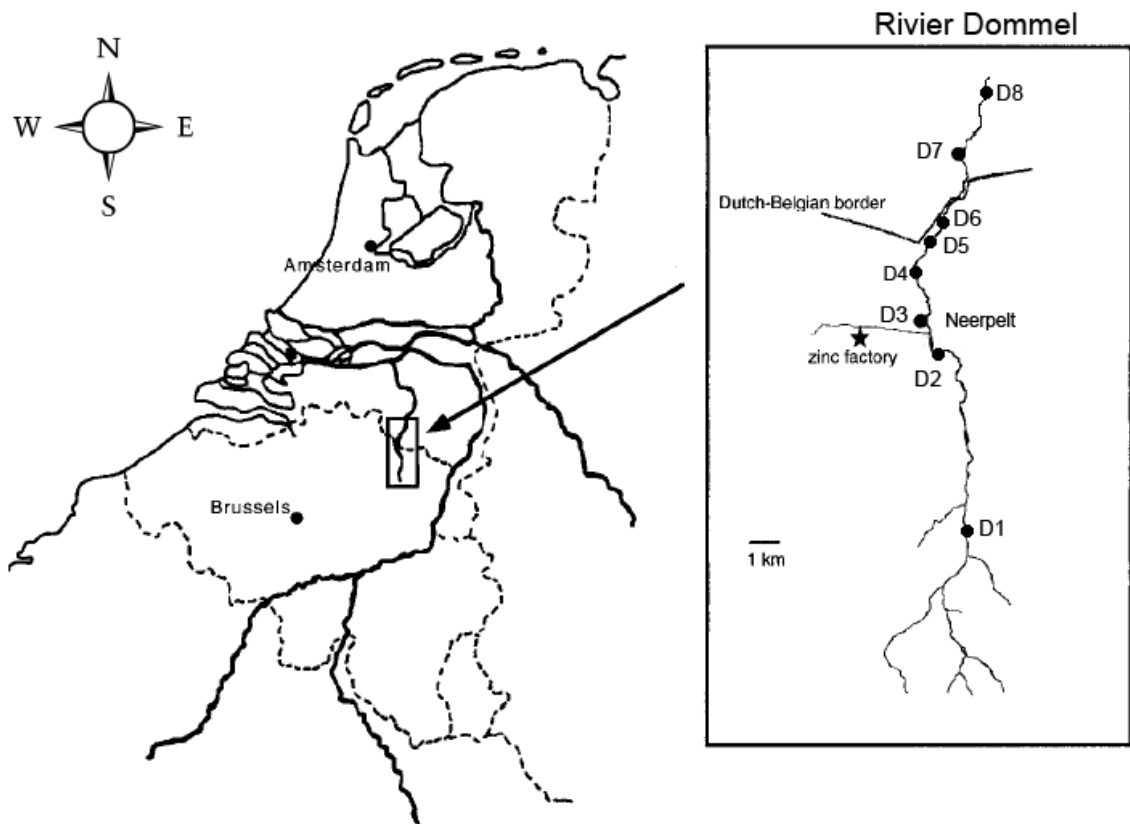 Rivier Dommel
N
W
E
S
Amsterdam
Brussels
D8
D7
Dutch-Belgian border
D6
D5
D4
D3
Neerpelt
zinc factory
D2
D1
1 km